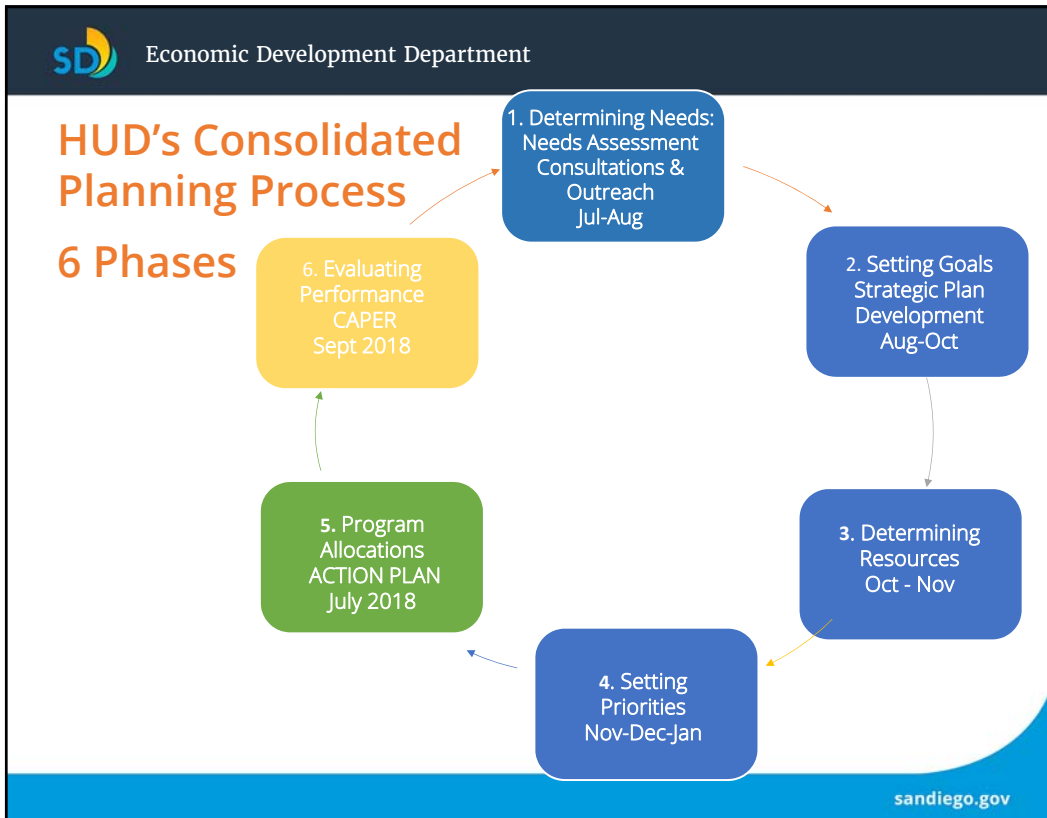 SD
Economic Development Department
HUD's Consolidated
Planning Process
6 Phases
1. Determining Needs:
Needs Assessment
Consultations &
Outreach
Jul-Aug
2. Setting Goals
Strategic Plan
Development
Aug-Oct
3. Determining
Resources
Oct - Nov
4. Setting
Priorities
Nov-Dec-Jan
5. Program
Allocations
ACTION PLAN
July 2018
6. Evaluating
Performance
CAPER
Sept 2018
sandiego.gov